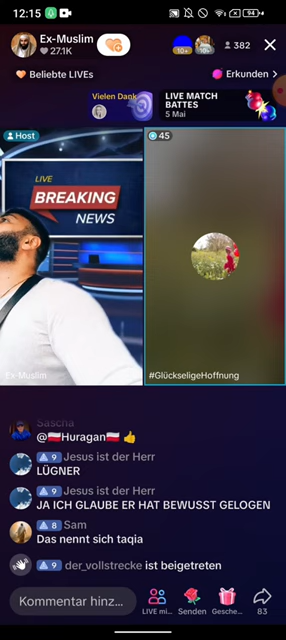 12:15
94
Ex-Muslim
27.1K
10+
10+
382
Beliebte LIVEs
Erkunden
Vielen Dank
LIVE MATCH
BATTES
5 Mai
Host
45
LIVE
BREAKING
NEWS
Ex-Muslim
#GlückseligeHoffnung
Sascha
@🇵🇱Huragan🇵🇱 👍
9 Jesus ist der Herr
LÜGNER
9 Jesus ist der Herr
JA ICH GLAUBE ER HAT BEWUSST GELOGEN
8 Sam
Das nennt sich taqia
9 der_vollstrecke ist beigetreten
Kommentar hinz...
LIVE mi...
Senden
Gesche...
83